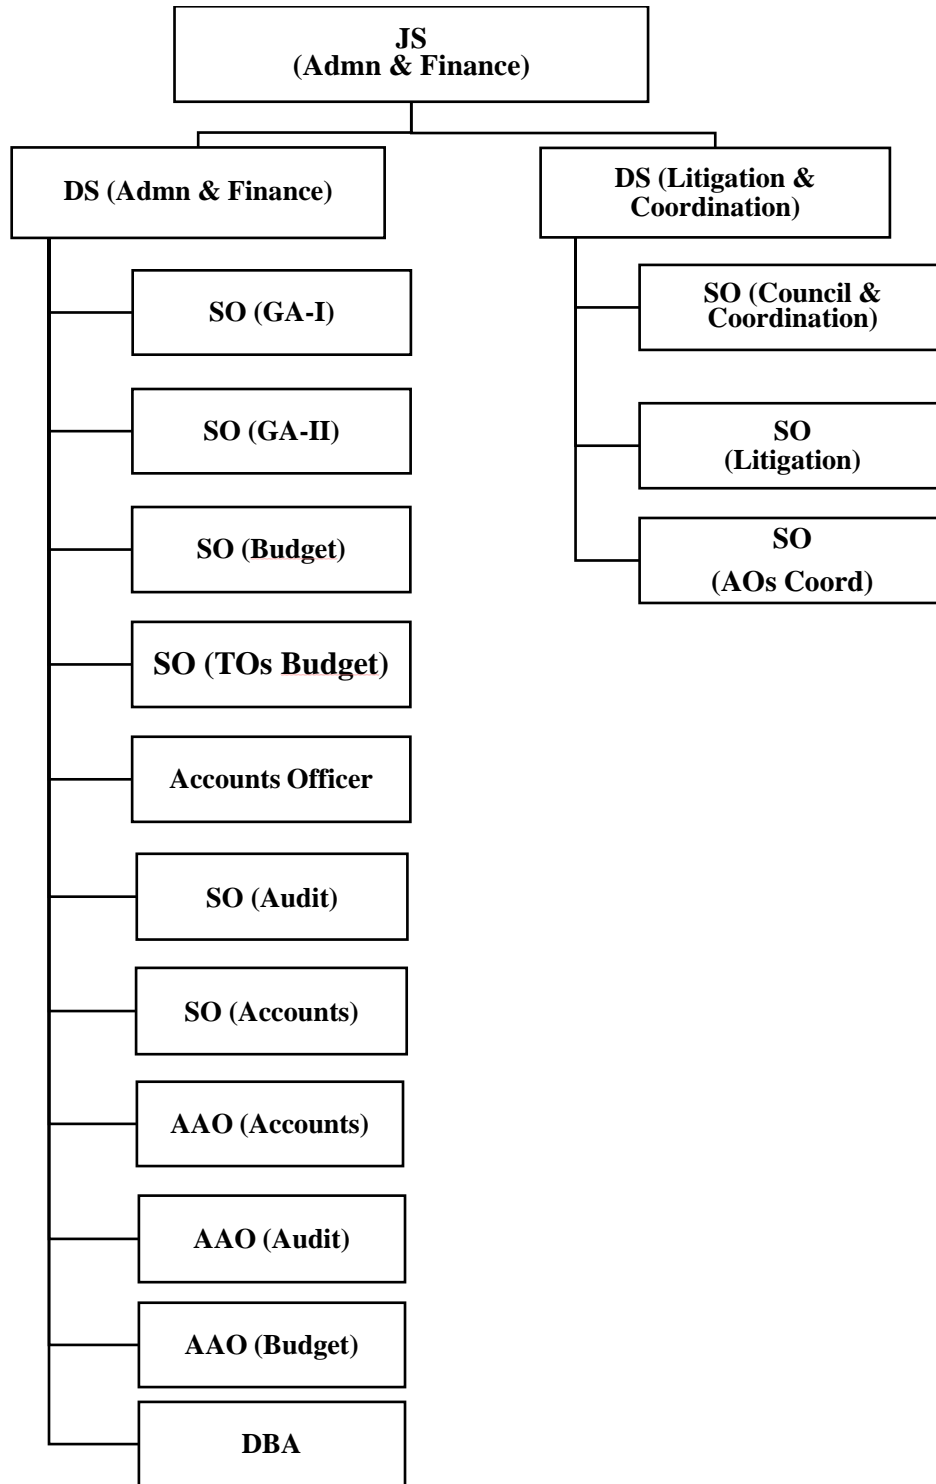 JS
(Admn & Finance)
DS (Admn & Finance)
SO (GA-I)
SO (GA-II)
SO (Budget)
SO (TOs Budget)
Accounts Officer
SO (Audit)
SO (Accounts)
AAO (Accounts)
AAO (Audit)
AAO (Budget)
DBA
DS (Litigation &
Coordination)
SO (Council &
Coordination)
SO
(Litigation)
SO
(AOs Coord)